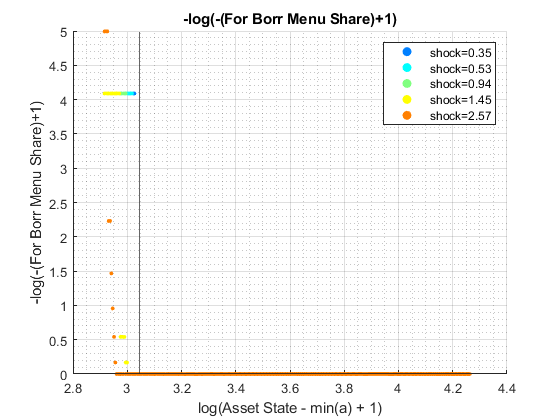 -log(-(For Borr Menu Share)+1)
5
4.5
4
3.5
3
2.5
2
1.5
1
0.5
0
-log(-(For Borr Menu Share)+1)
shock=0.35
shock=0.53
shock=0.94
shock=1.45
shock=2.57
2.8 3 3.2 3.4 3.6 3.8 4 4.2 4.4
log(Asset State - min(a) + 1)